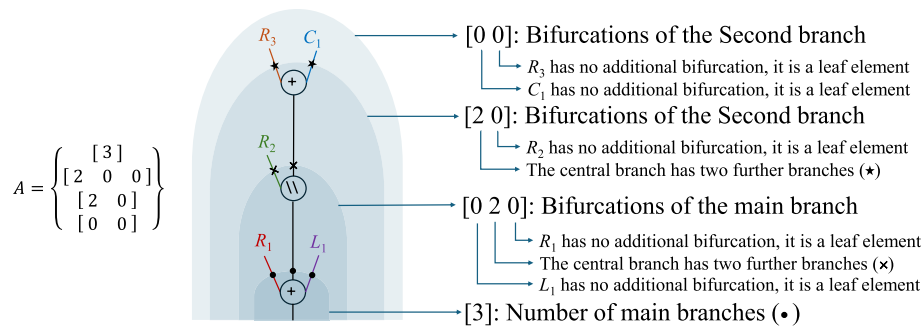 A =
[ 3 ]
[ 2 0 0 ]
[ 2 0 ]
[ 0 0 ]
R3 C1
+
R2
\\
R1 L1
+
[0 0]: Bifurcations of the Second branch
R3 has no additional bifurcation, it is a leaf element
C1 has no additional bifurcation, it is a leaf element
[2 0]: Bifurcations of the Second branch
R2 has no additional bifurcation, it is a leaf element
The central branch has two further branches (★)
[0 2 0]: Bifurcations of the main branch
R1 has no additional bifurcation, it is a leaf element
The central branch has two further branches (×)
L1 has no additional bifurcation, it is a leaf element
[3]: Number of main branches (•)